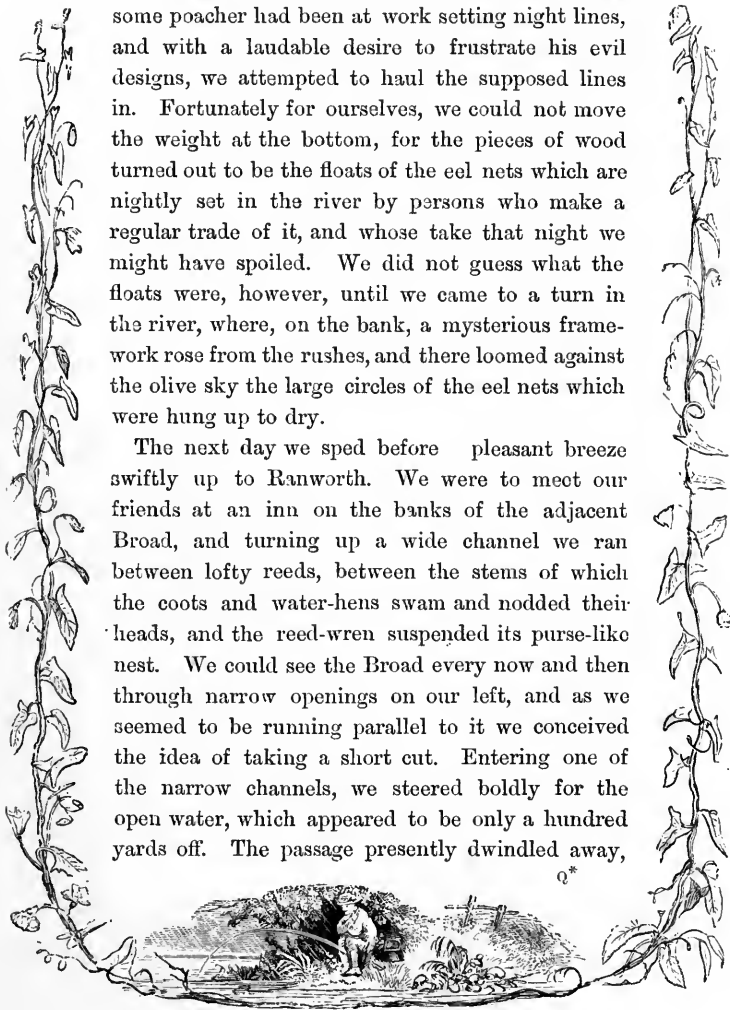 some poacher had been at work setting night lines,
and with a laudable desire to frustrate his evil
designs, we attempted to haul the supposed lines
in. Fortunately for ourselves, we could not move
the weight at the bottom, for the pieces of wood
turned out to be the floats of the eel nets which are
nightly set in the river by persons who make a
regular trade of it, and whose take that night we
might have spoiled. We did not guess what the
floats were, however, until we came to a turn in
the river, where, on the bank, a mysterious frame-
work rose from the rushes, and there loomed against
the olive sky the large circles of the eel nets which
were hung up to dry.
The next day we sped before pleasant breeze
swiftly up to Ranworth. We were to meet our
friends at an inn on the banks of the adjacent
Broad, and turning up a wide channel we ran
between lofty reeds, between the stems of which
the coots and water-hens swam and nodded their
heads, and the reed-wren suspended its purse-like
nest. We could see the Broad every now and then
through narrow openings on our left, and as we
seemed to be running parallel to it we conceived
the idea of taking a short cut. Entering one of
the narrow channels, we steered boldly for the
open water, which appeared to be only a hundred
yards off. The passage presently dwindled away,
Q*